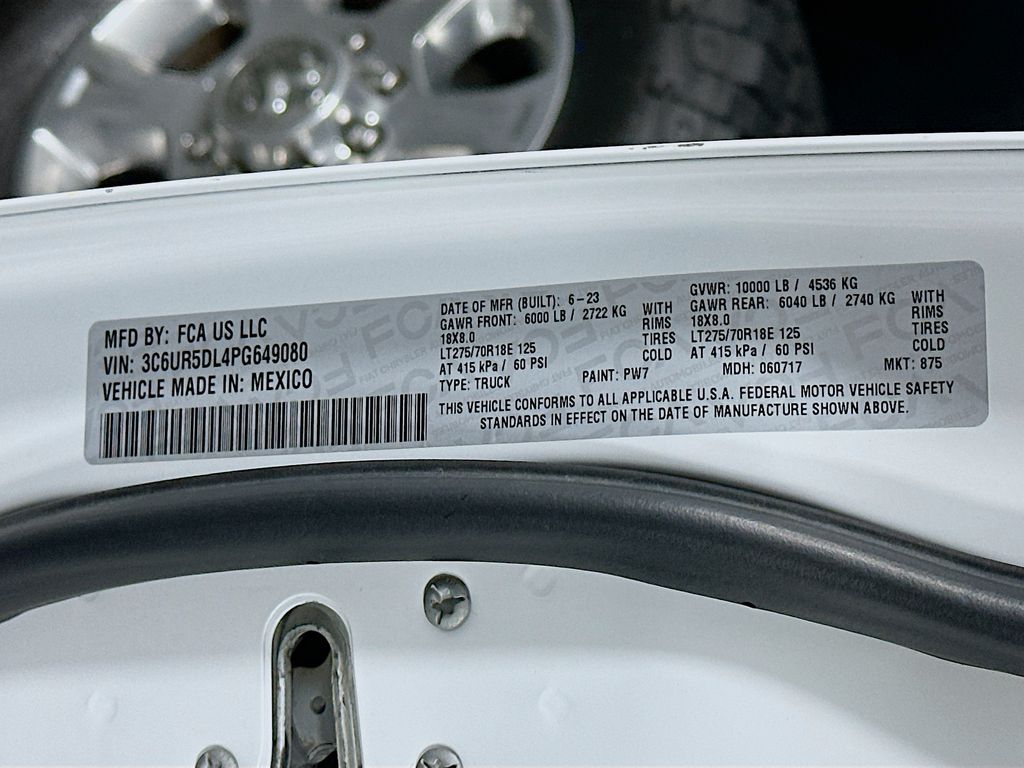 MFD BY: FCA US LLC
VIN: 3C6UR5DL4PG649080
VEHICLE MADE IN: MEXICO
DATE OF MFR (BUILT): 6-23
GAWR FRONT: 6000 LB / 2722 KG
18X8.0
LT275/70R18E 125
AT 415 kPa / 60 PSI
TYPE: TRUCK
WITH
RIMS
TIRES
COLD
PAINT: PW7
GVWR: 10000 LB / 4536 KG
GAWR REAR: 6040 LB / 2740 KG
18X8.0
LT275/70R18E 125
AT 415 kPa / 60 PSI
MDH: 060717
WITH
RIMS
TIRES
COLD
MKT: 875
THIS VEHICLE CONFORMS TO ALL APPLICABLE U.S.A. FEDERAL MOTOR VEHICLE SAFETY
STANDARDS IN EFFECT ON THE DATE OF MANUFACTURE SHOWN ABOVE.